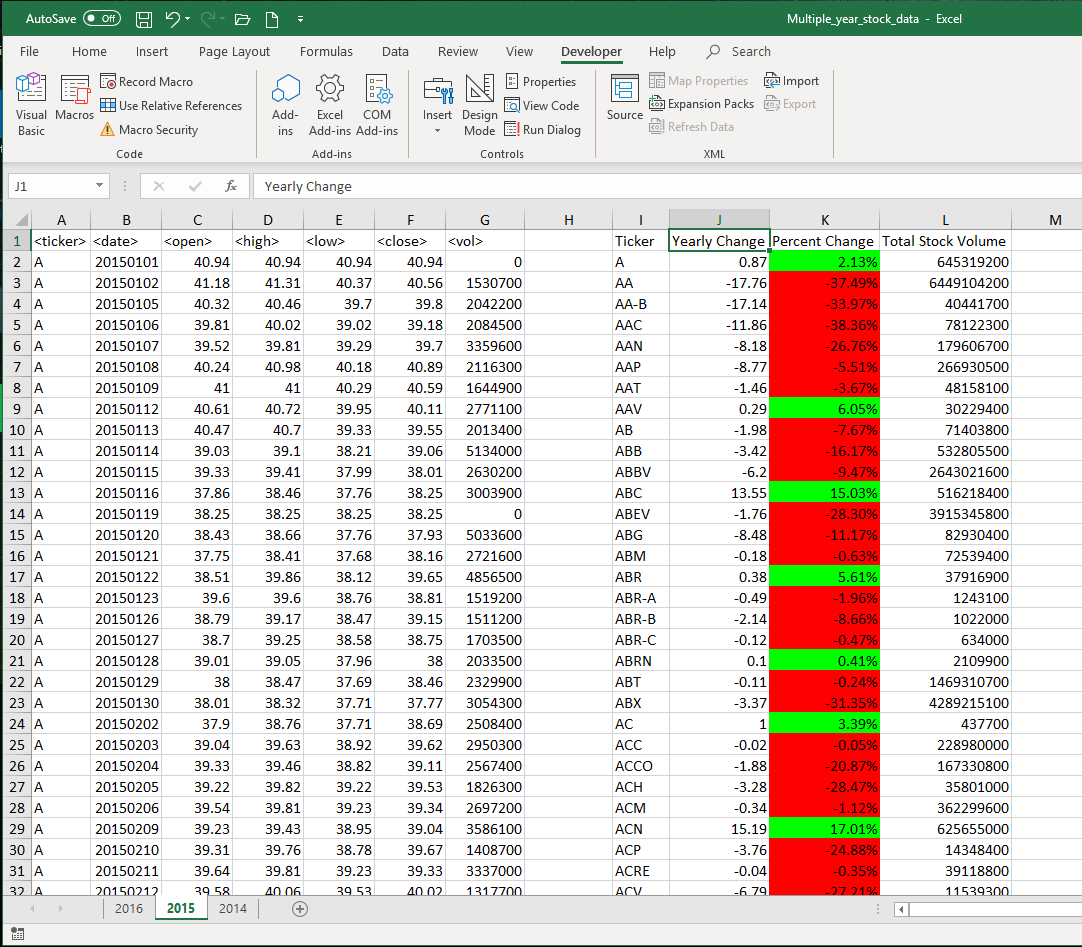 AutoSave Off Multiple_year_stock_data - Excel
File Home Insert Page Layout Formulas Data Review View Developer Help Search
Visual Basic Macros Record Macro Use Relative References Macro Security Code
Add-ins Excel Add-ins COM Add-ins Add-ins
Insert Design Mode Properties View Code Run Dialog Controls
Source Map Properties Expansion Packs Refresh Data Import Export XML
J1 fx Yearly Change
A B C D E F G H I J K L M
1 <ticker> <date> <open> <high> <low> <close> <vol> Ticker Yearly Change Percent Change Total Stock Volume
2 A 20150101 40.94 40.94 40.94 40.94 0 A 0.87 2.13% 645319200
3 A 20150102 41.18 41.31 40.37 40.56 1530700 AA -17.76 -37.49% 6449104200
4 A 20150105 40.32 40.46 39.7 39.8 2042200 AA-B -17.14 -33.97% 40441700
5 A 20150106 39.81 40.02 39.02 39.18 2084500 AAC -11.86 -38.36% 78122300
6 A 20150107 39.52 39.81 39.29 39.7 3359600 AAN -8.18 -26.76% 179606700
7 A 20150108 40.24 40.98 40.18 40.89 2116300 AAP -8.77 -5.51% 266930500
8 A 20150109 41 41 40.29 40.59 1644900 AAT -1.46 -3.67% 48158100
9 A 20150112 40.61 40.72 39.95 40.11 2771100 AAV 0.29 6.05% 30229400
10 A 20150113 40.47 40.7 39.33 39.55 2013400 AB -1.98 -7.67% 71403800
11 A 20150114 39.03 39.1 38.21 39.06 5134000 ABB -3.42 -16.17% 532805500
12 A 20150115 39.33 39.41 37.99 38.01 2630200 ABBV -6.2 -9.47% 2643021600
13 A 20150116 37.86 38.46 37.76 38.25 3003900 ABC 13.55 15.03% 516218400
14 A 20150119 38.25 38.25 38.25 38.25 0 ABEV -1.76 -28.30% 3915345800
15 A 20150120 38.43 38.66 37.76 37.93 5033600 ABG -8.48 -11.17% 82930400
16 A 20150121 37.75 38.41 37.68 38.16 2721600 ABM -0.18 -0.63% 72539400
17 A 20150122 38.51 39.86 38.12 39.65 4856500 ABR 0.38 5.61% 37916900
18 A 20150123 39.6 39.6 38.76 38.81 1519200 ABR-A -0.49 -1.96% 1243100
19 A 20150126 38.79 39.17 38.47 39.15 1511200 ABR-B -2.14 -8.66% 1022000
20 A 20150127 38.7 39.25 38.58 38.75 1703500 ABR-C -0.12 -0.47% 634000
21 A 20150128 39.01 39.05 37.96 38 2033500 ABRN 0.1 0.41% 2109900
22 A 20150129 38 38.47 37.69 38.46 2329900 ABT -0.11 -0.24% 1469310700
23 A 20150130 38.01 38.32 37.71 37.77 3054300 ABX -3.37 -31.35% 4289215100
24 A 20150202 37.9 38.76 37.71 38.69 2508400 AC 1 3.39% 437700
25 A 20150203 39.04 39.63 38.92 39.62 2950300 ACC -0.02 -0.05% 228980000
26 A 20150204 39.33 39.46 38.82 39.11 2567400 ACCO -1.88 -20.87% 167330800
27 A 20150205 39.22 39.82 39.22 39.53 1826300 ACH -3.28 -28.47% 35801000
28 A 20150206 39.54 39.81 39.23 39.34 2697200 ACM -0.34 -1.12% 362299600
29 A 20150209 39.23 39.43 38.95 39.04 3586100 ACN 15.19 17.01% 625655000
30 A 20150210 39.31 39.76 38.78 39.67 1408700 ACP -3.76 -24.88% 14348400
31 A 20150211 39.64 39.81 39.23 39.33 3337000 ACRE -0.04 -0.35% 39118800
32 A 20150212 39.58 40.06 39.53 40.02 1317700 ACV -6.79 -27.21% 11539300
2016 2015 2014